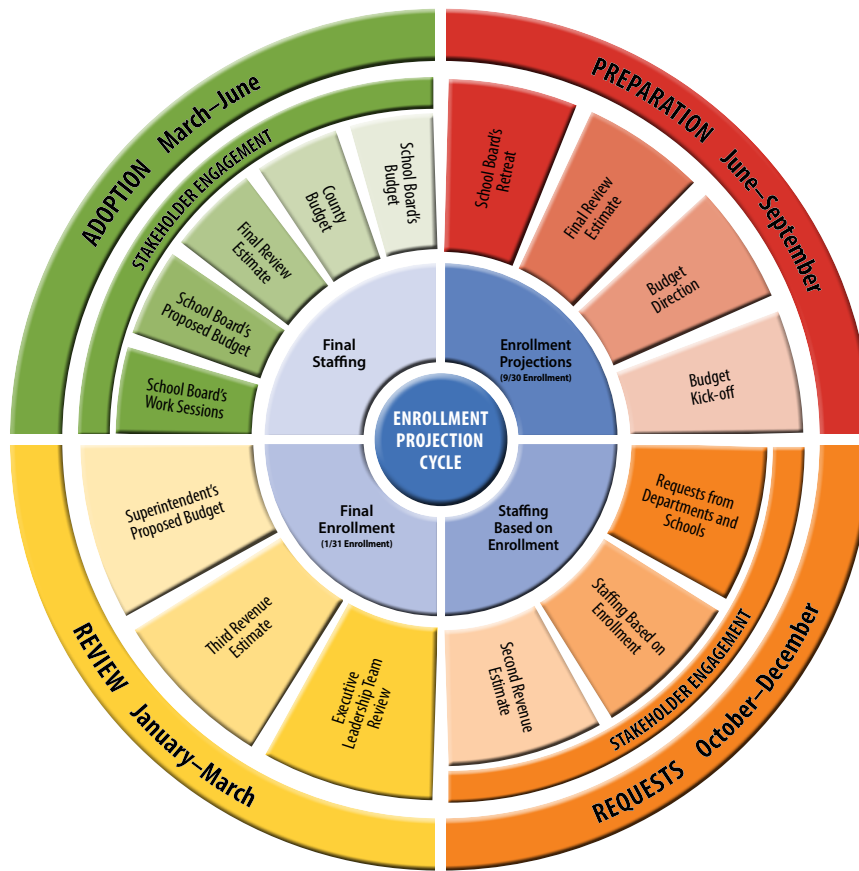 PREPARATION June–September
School Board's
Retreat
Final Review
Estimate
Budget
Direction
Budget
Kick-off
REQUESTS October–December
STAKEHOLDER ENGAGEMENT
Requests from
Departments and
Schools
Staffing Based on
Enrollment
Second Revenue
Estimate
REVIEW January–March
Executive
Leadership Team
Review
Third Revenue
Estimate
Superintendent's
Proposed Budget
ADOPTION March–June
STAKEHOLDER ENGAGEMENT
School Board's
Work Sessions
School Board's
Proposed Budget
Final Review
Estimate
County
Budget
School Board's
Budget
Enrollment
Projections
(9/30 Enrollment)
Staffing
Based on
Enrollment
Final
Enrollment
(1/31 Enrollment)
Final
Staffing
ENROLLMENT
PROJECTION
CYCLE